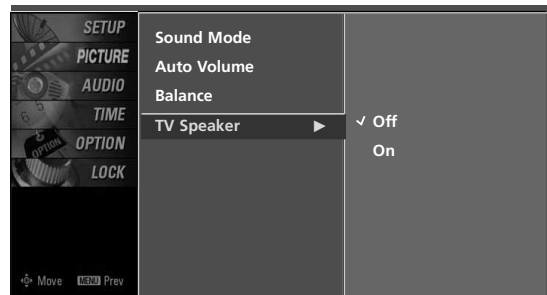 SETUP
PICTURE
AUDIO
TIME
OPTION
LOCK
Move MENU Prev
Sound Mode
Auto Volume
Balance
TV Speaker ►
✓ Off
On